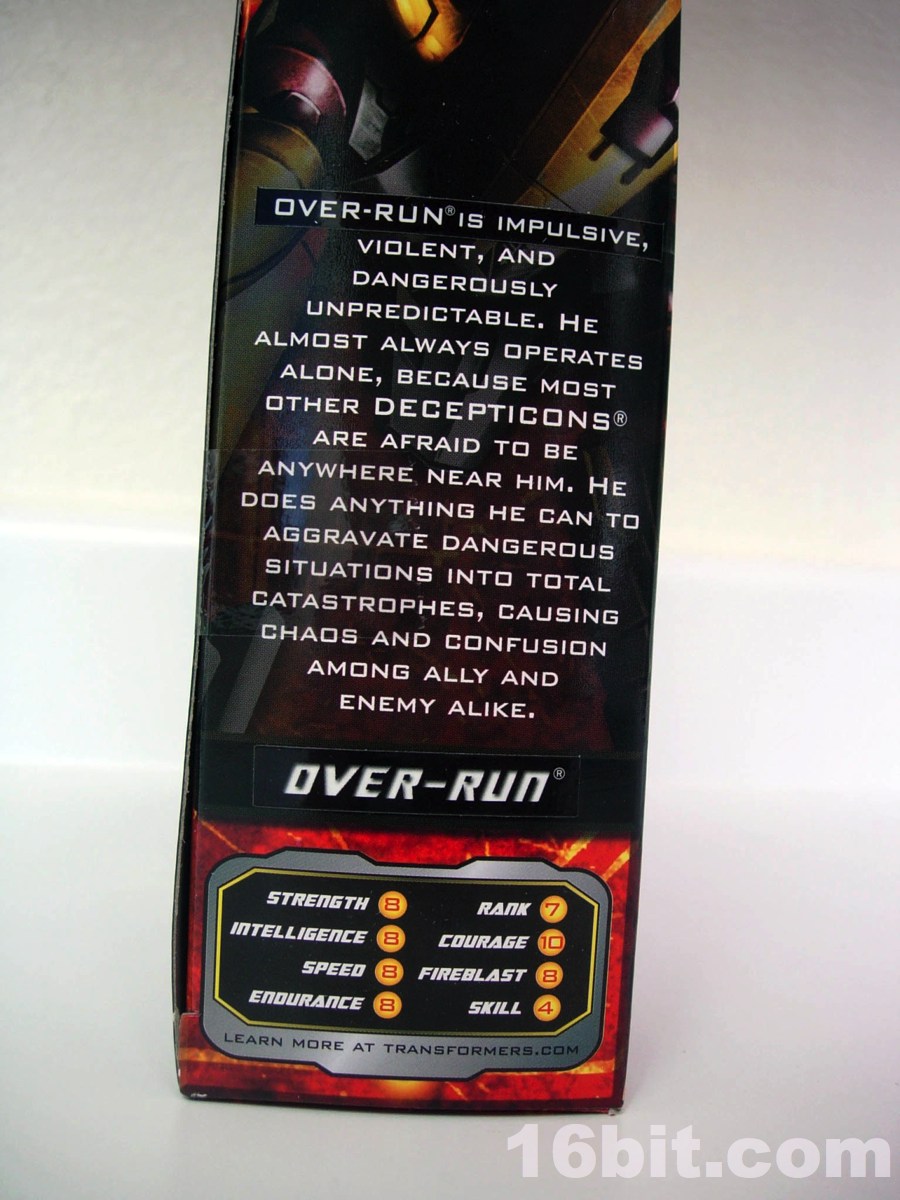 OVER-RUN® IS IMPULSIVE,
VIOLENT, AND
DANGEROUSLY
UNPREDICTABLE. HE
ALMOST ALWAYS OPERATES
ALONE, BECAUSE MOST
OTHER DECEPTICONS®
ARE AFRAID TO BE
ANYWHERE NEAR HIM. HE
DOES ANYTHING HE CAN TO
AGGRAVATE DANGEROUS
SITUATIONS INTO TOTAL
CATASTROPHES, CAUSING
CHAOS AND CONFUSION
AMONG ALLY AND
ENEMY ALIKE.
OVER-RUN®
STRENGTH 8 RANK 7
INTELLIGENCE 8 COURAGE 10
SPEED 8 FIREBLAST 8
ENDURANCE 8 SKILL 4
LEARN MORE AT TRANSFORMERS.COM
16bit.com